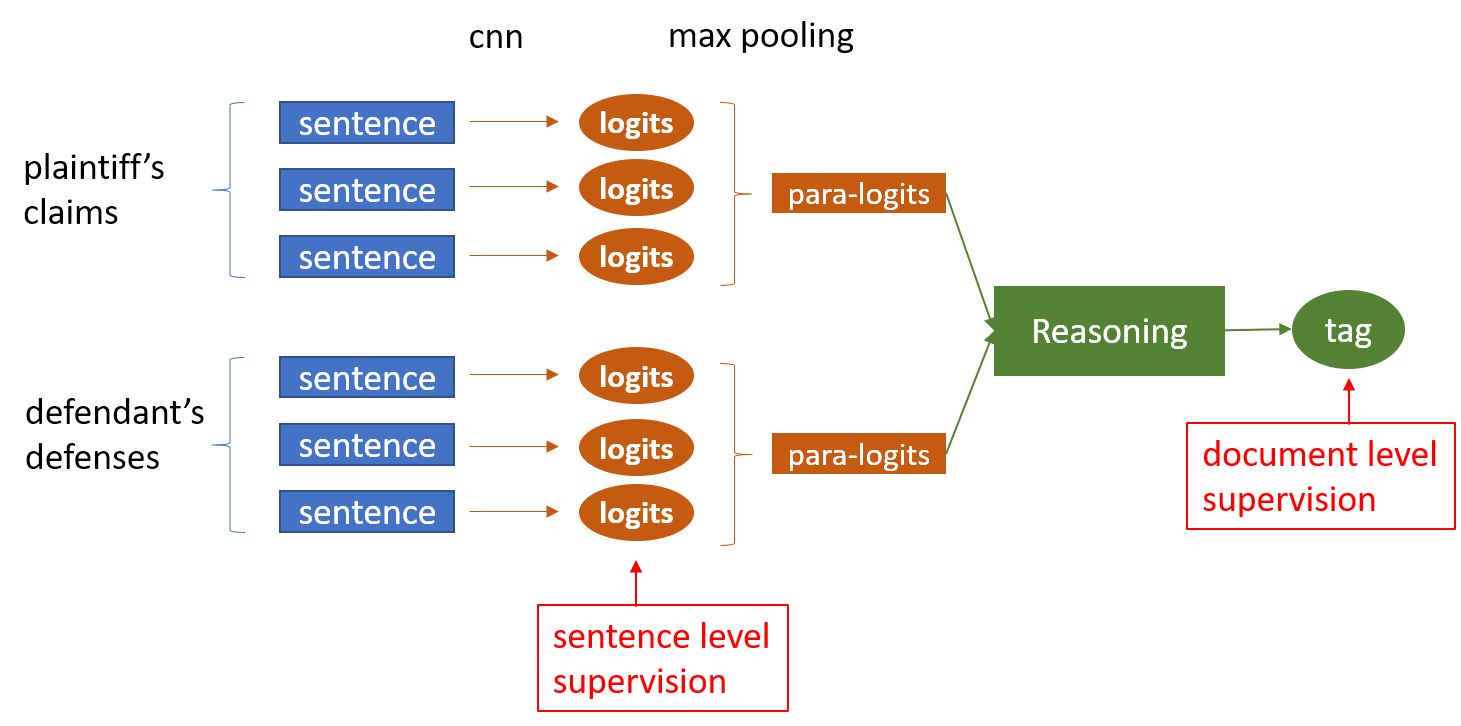 cnn
max pooling
plaintiff's
claims
sentence
logits
sentence
logits
sentence
logits
para-logits
defendant's
defenses
sentence
logits
sentence
logits
sentence
logits
para-logits
Reasoning
tag
sentence level
supervision
document level
supervision